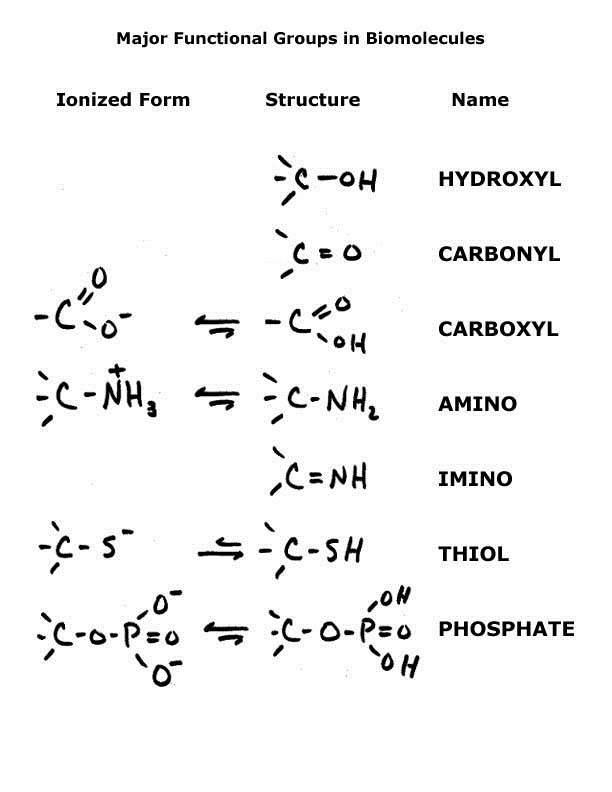 Major Functional Groups in Biomolecules
Ionized Form Structure Name
C-OH HYDROXYL
C=O CARBONYL
-C=O -O⁻ ⇌ -C=O -OH CARBOXYL
C-N⁺H₃ ⇌ C-NH₂ AMINO
C=NH IMINO
-C-S⁻ ⇌ -C-SH THIOL
C-O-P=O O⁻ O⁻ ⇌ C-O-P=O OH OH PHOSPHATE